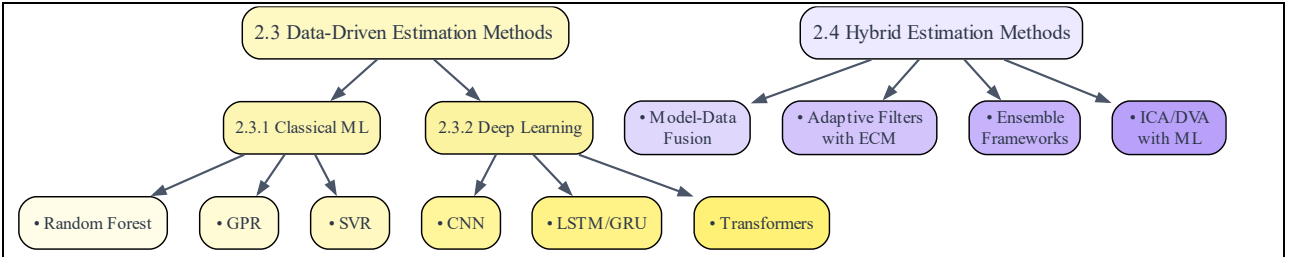 2.3 Data-Driven Estimation Methods
2.4 Hybrid Estimation Methods
2.3.1 Classical ML
2.3.2 Deep Learning
• Model-Data
Fusion
• Adaptive Filters
with ECM
• Ensemble
Frameworks
• ICA/DVA
with ML
• Random Forest
• GPR
• SVR
• CNN
• LSTM/GRU
• Transformers